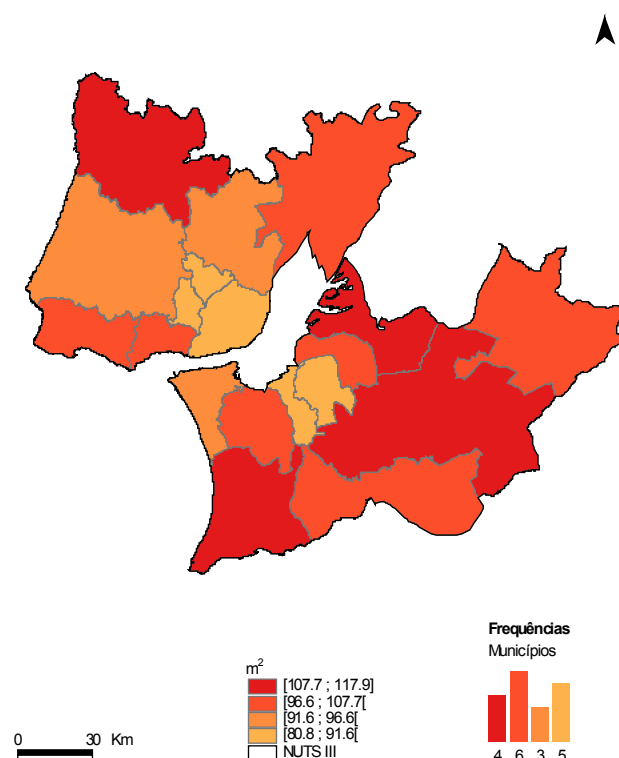 Frequências
Municípios
m²
[107.7 ; 117.9]
[96.6 ; 107.7[
[91.6 ; 96.6[
[80.8 ; 91.6[
NUTS III
0 30 Km
4 6 3 5